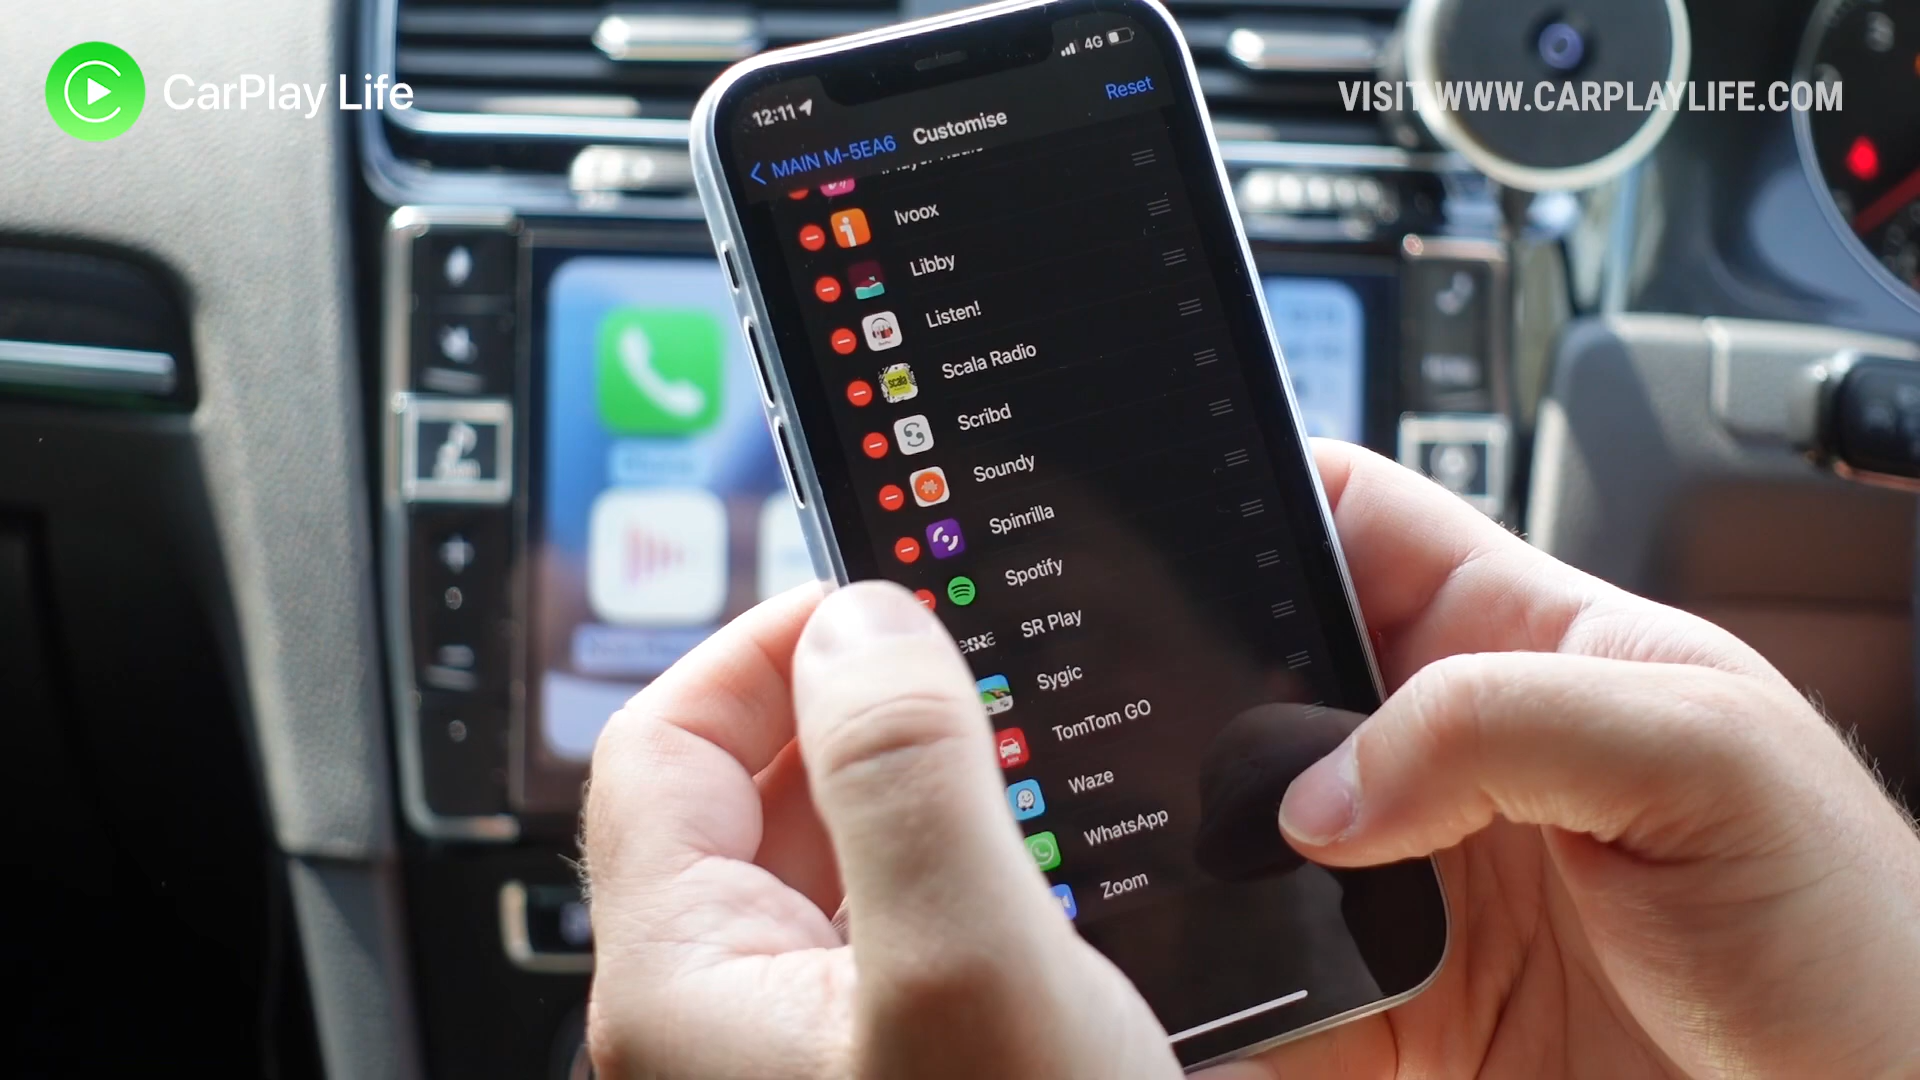 CarPlay Life
VISIT WWW.CARPLAYLIFE.COM
12:11
4G
MAIN M-5EA6
Customise
Reset
Ivoox
Libby
Listen!
Scala Radio
scala
Scribd
Soundy
Spinrilla
Spotify
SR Play
Sygic
TomTom GO
Waze
WhatsApp
Zoom